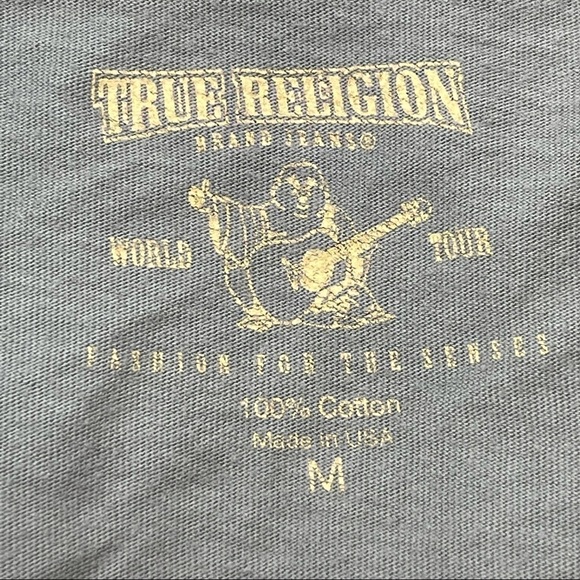 TRUE RELIGION
BRAND JEANS®
WORLD TOUR
FASHION FOR THE SENSES
100% Cotton
Made in USA
M